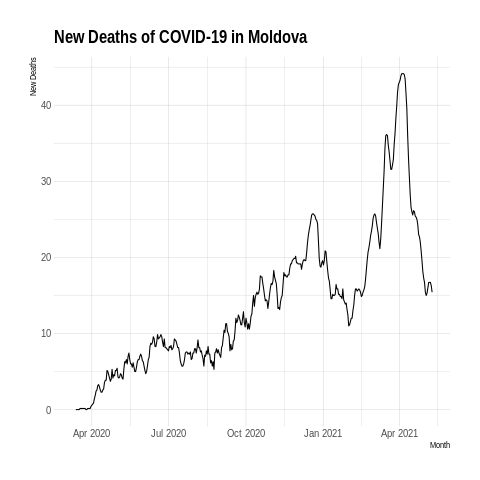 New Deaths of COVID-19 in Moldova
New Deaths
40
30
20
10
0
Apr 2020 Jul 2020 Oct 2020 Jan 2021 Apr 2021
Month